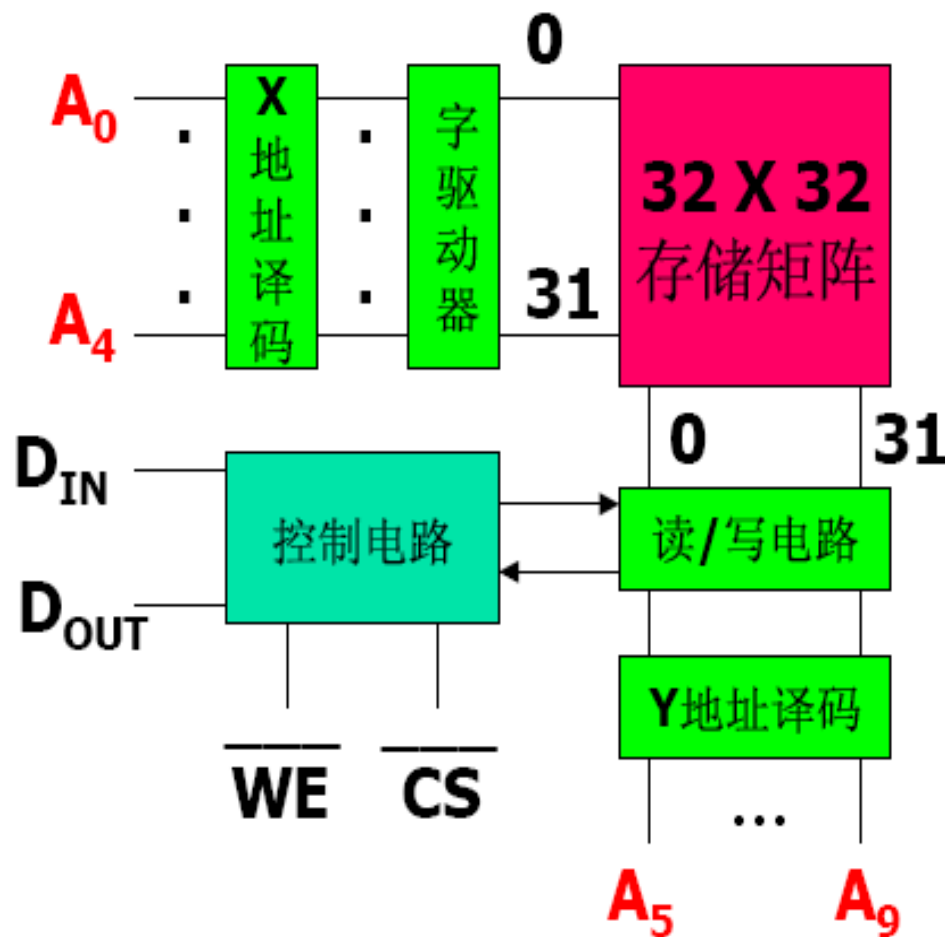 0
A0
X地址译码
字驱动器
32 X 32
存储矩阵
A4
31
DIN
控制电路
0
31
读/写电路
DOUT
Y地址译码
WE
CS
...
A5
A9